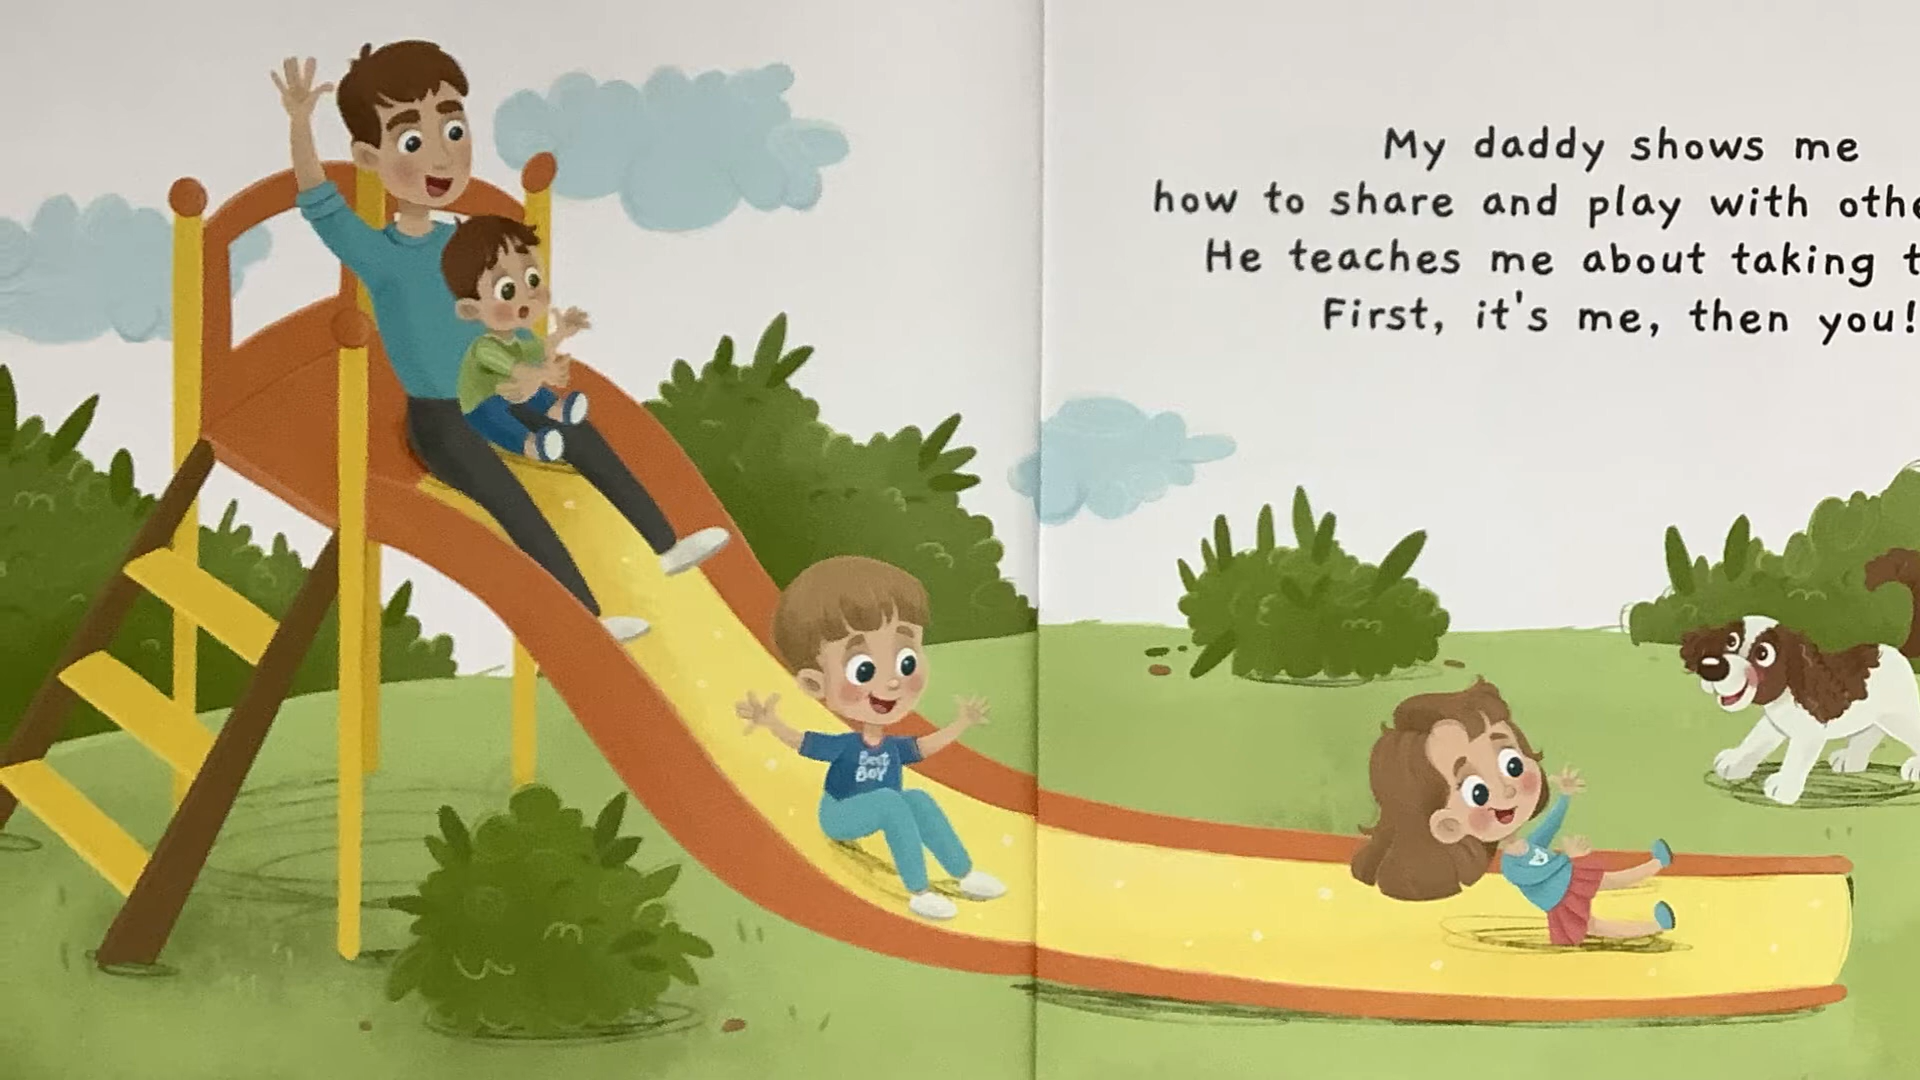 My daddy shows me
how to share and play with
He teaches me about taking
First, it's me, then you!
Best
Boy